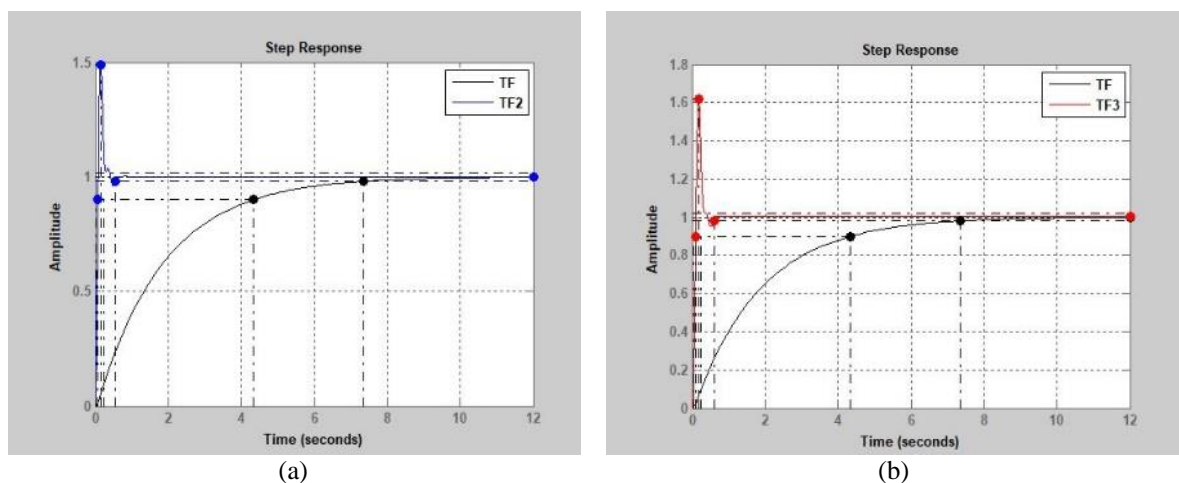 Step Response
TF
TF2
Amplitude
1.5
1
0.5
0
0 2 4 6 8 10 12
Time (seconds)
(a)
Step Response
TF
TF3
Amplitude
1.8
1.6
1.4
1.2
1
0.8
0.6
0.4
0.2
0
0 2 4 6 8 10 12
Time (seconds)
(b)